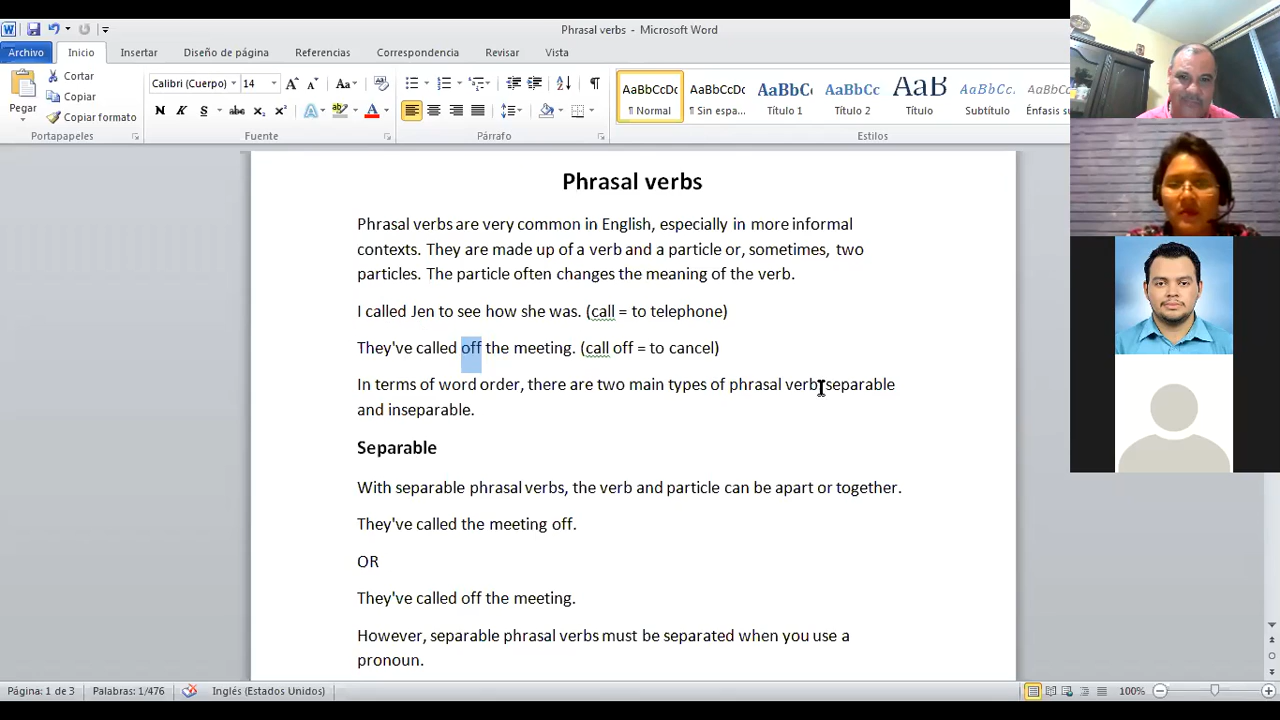 Phrasal verbs - Microsoft Word
Archivo Inicio Insertar Diseño de página Referencias Correspondencia Revisar Vista
Pegar
Cortar
Copiar
Copiar formato
Portapapeles
Calibri (Cuerpo) 14
N K S abc
Fuente
Párrafo
AaBbCcDc AaBbCcDc AaBbC AaBbCc AaB AaBbCc. AaBbCc
¶ Normal ¶ Sin espa... Título 1 Título 2 Título Subtítulo Énfasis su
Estilos
Phrasal verbs
Phrasal verbs are very common in English, especially in more informal
contexts. They are made up of a verb and a particle or, sometimes, two
particles. The particle often changes the meaning of the verb.
I called Jen to see how she was. (call = to telephone)
They've called off the meeting. (call off = to cancel)
In terms of word order, there are two main types of phrasal verb: separable
and inseparable.
Separable
With separable phrasal verbs, the verb and particle can be apart or together.
They've called the meeting off.
OR
They've called off the meeting.
However, separable phrasal verbs must be separated when you use a
pronoun.
Página: 1 de 3 Palabras: 1/476 Inglés (Estados Unidos) 100%